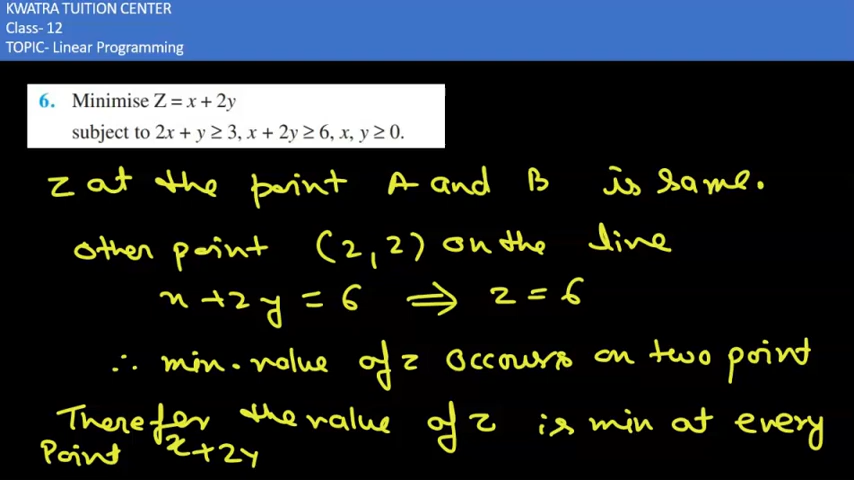 KWATRA TUITION CENTER
Class- 12
TOPIC- Linear Programming
6. Minimise Z = x + 2y
subject to 2x + y ≥ 3, x + 2y ≥ 6, x, y ≥ 0.
Z at the point A and B is same.
Other point (2,2) on the line
x + 2y = 6 ⟹ z = 6
∴ min. value of z occours on two point
Therefor the value of z is min at every
Point x + 2y